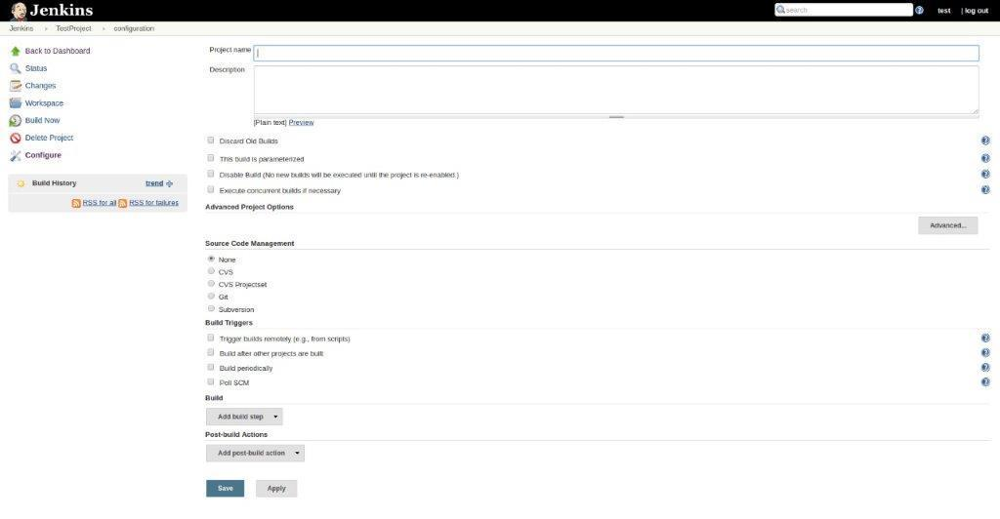 Jenkins
search
test | log out
Jenkins TestProject configuration
Back to Dashboard
Status
Changes
Workspace
Build Now
Delete Project
Configure
Build History trend
RSS for all RSS for failures
Project name
Description
[Plain text] Preview
Discard Old Builds
This build is parameterized
Disable Build (No new builds will be executed until the project is re-enabled.)
Execute concurrent builds if necessary
Advanced Project Options
Advanced...
Source Code Management
None
CVS
CVS Projectset
Git
Subversion
Build Triggers
Trigger builds remotely (e.g., from scripts)
Build after other projects are built
Build periodically
Poll SCM
Build
Add build step
Post-build Actions
Add post-build action
Save Apply